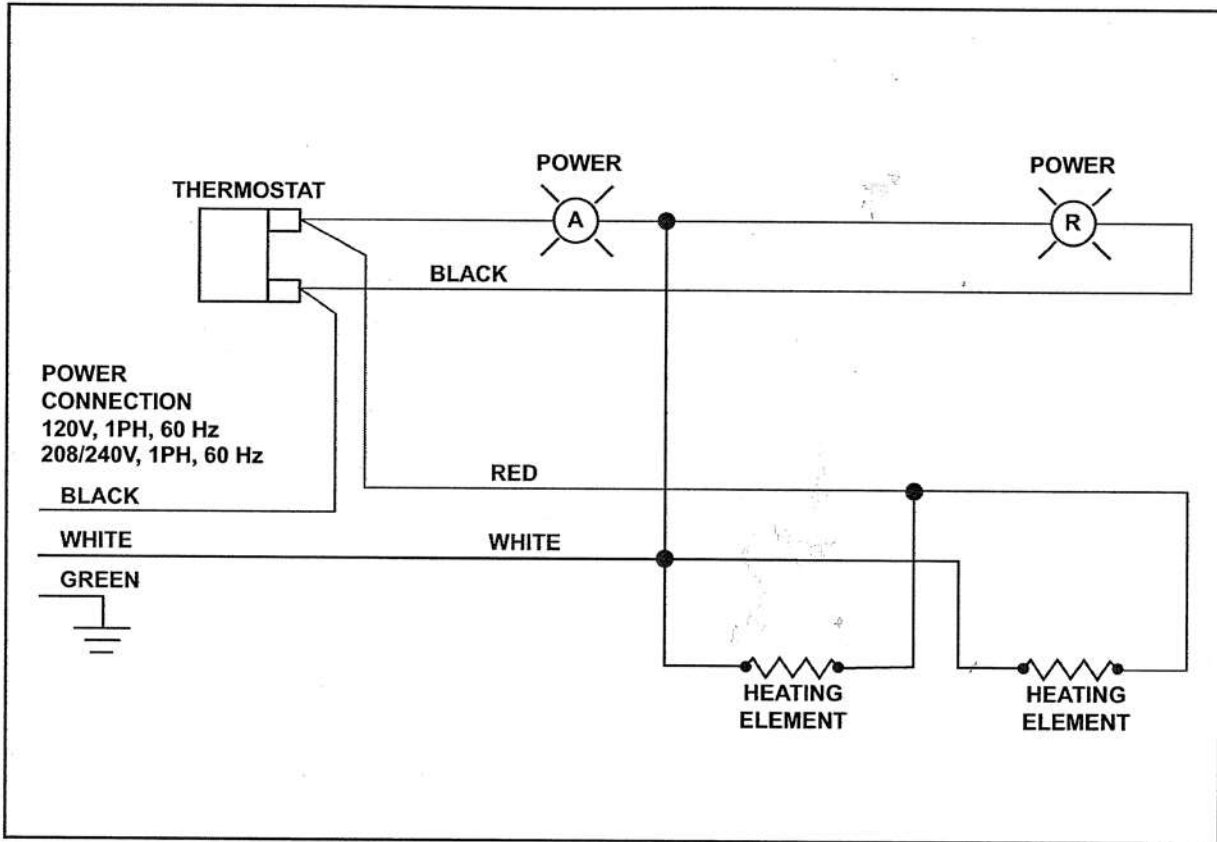 POWER
POWER
THERMOSTAT
A
R
BLACK
POWER
CONNECTION
120V, 1PH, 60 Hz
208/240V, 1PH, 60 Hz
RED
BLACK
WHITE
WHITE
GREEN
HEATING
ELEMENT
HEATING
ELEMENT